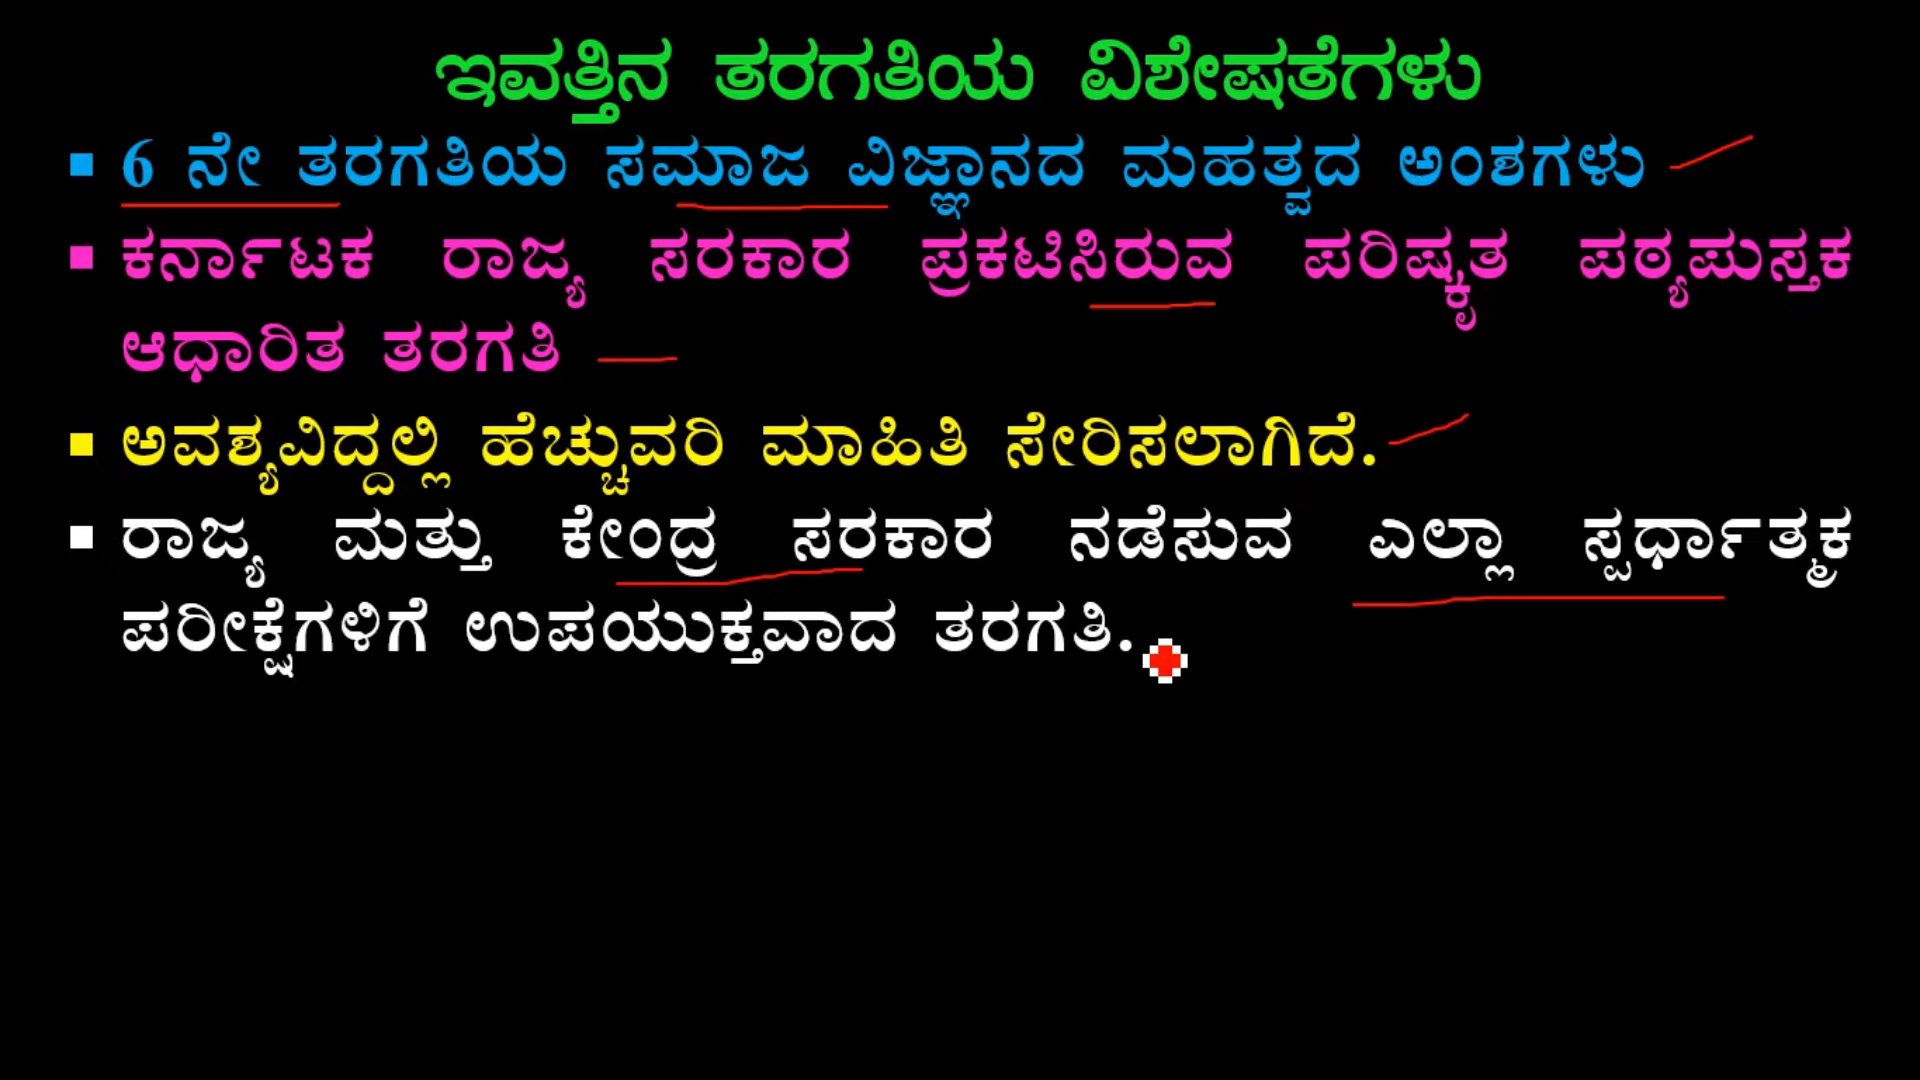 ಇವತ್ತಿನ ತರಗತಿಯ ವಿಶೇಷತೆಗಳು
▪ 6 ನೇ ತರಗತಿಯ ಸಮಾಜ ವಿಜ್ಞಾನದ ಮಹತ್ವದ ಅಂಶಗಳು
▪ ಕರ್ನಾಟಕ ರಾಜ್ಯ ಸರಕಾರ ಪ್ರಕಟಿಸಿರುವ ಪರಿಷ್ಕೃತ ಪಠ್ಯಪುಸ್ತಕ
ಆಧಾರಿತ ತರಗತಿ
▪ ಅವಶ್ಯವಿದ್ದಲ್ಲಿ ಹೆಚ್ಚುವರಿ ಮಾಹಿತಿ ಸೇರಿಸಲಾಗಿದೆ.
▪ ರಾಜ್ಯ ಮತ್ತು ಕೇಂದ್ರ ಸರಕಾರ ನಡೆಸುವ ಎಲ್ಲಾ ಸ್ಪರ್ಧಾತ್ಮಕ
ಪರೀಕ್ಷೆಗಳಿಗೆ ಉಪಯುಕ್ತವಾದ ತರಗತಿ.